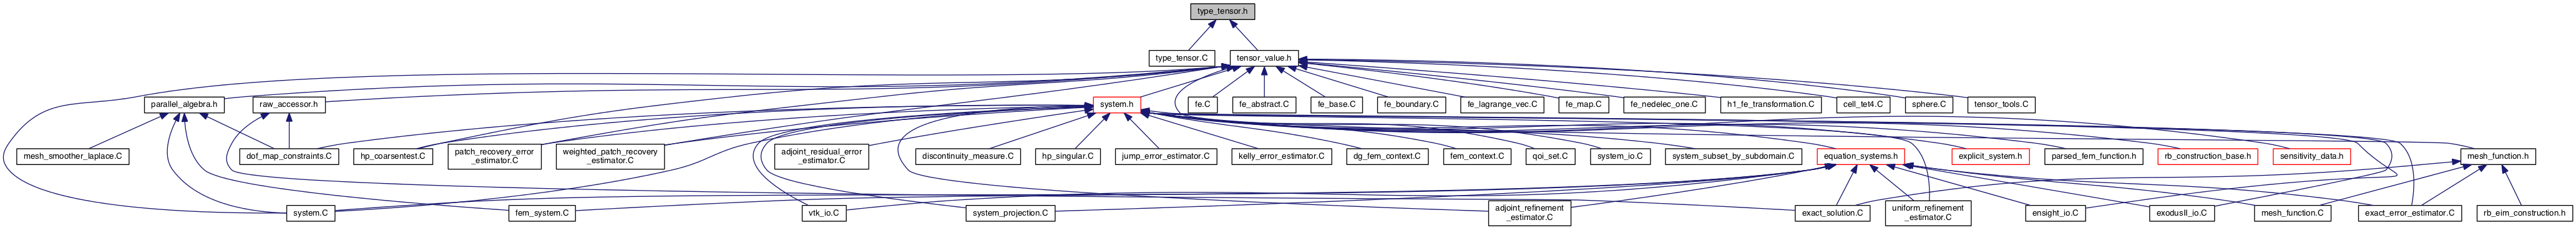 type_tensor.h
type_tensor.C
tensor_value.h
parallel_algebra.h
raw_accessor.h
system.h
fe.C
fe_abstract.C
fe_base.C
fe_boundary.C
fe_lagrange_vec.C
fe_map.C
fe_nedelec_one.C
h1_fe_transformation.C
cell_tet4.C
sphere.C
tensor_tools.C
mesh_smoother_laplace.C
dof_map_constraints.C
hp_coarsentest.C
patch_recovery_error
_estimator.C
weighted_patch_recovery
_estimator.C
adjoint_residual_error
_estimator.C
discontinuity_measure.C
hp_singular.C
jump_error_estimator.C
kelly_error_estimator.C
dg_fem_context.C
fem_context.C
qoi_set.C
system_io.C
system_subset_by_subdomain.C
equation_systems.h
explicit_system.h
parsed_fem_function.h
rb_construction_base.h
sensitivity_data.h
mesh_function.h
system.C
fem_system.C
vtk_io.C
system_projection.C
adjoint_refinement
_estimator.C
exact_solution.C
uniform_refinement
_estimator.C
ensight_io.C
exodusII_io.C
mesh_function.C
exact_error_estimator.C
rb_eim_construction.h